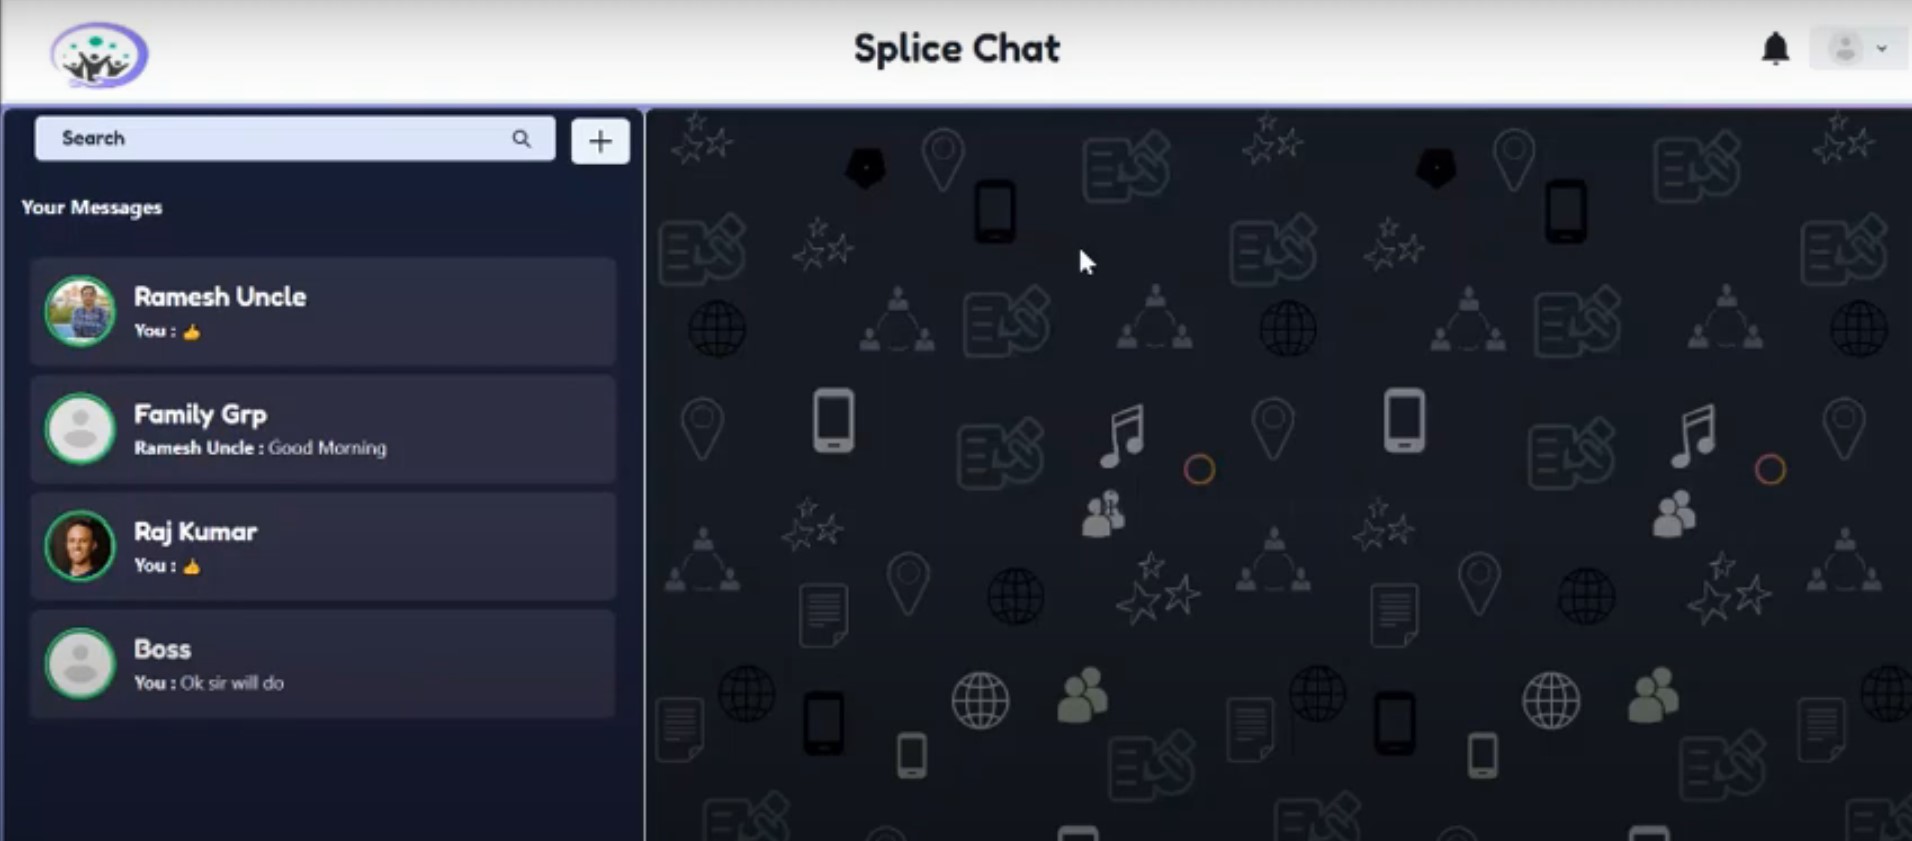 Splice Chat
Search
Your Messages
Ramesh Uncle
You : 👍
Family Grp
Ramesh Uncle : Good Morning
Raj Kumar
You : 👍
Boss
You : Ok sir will do